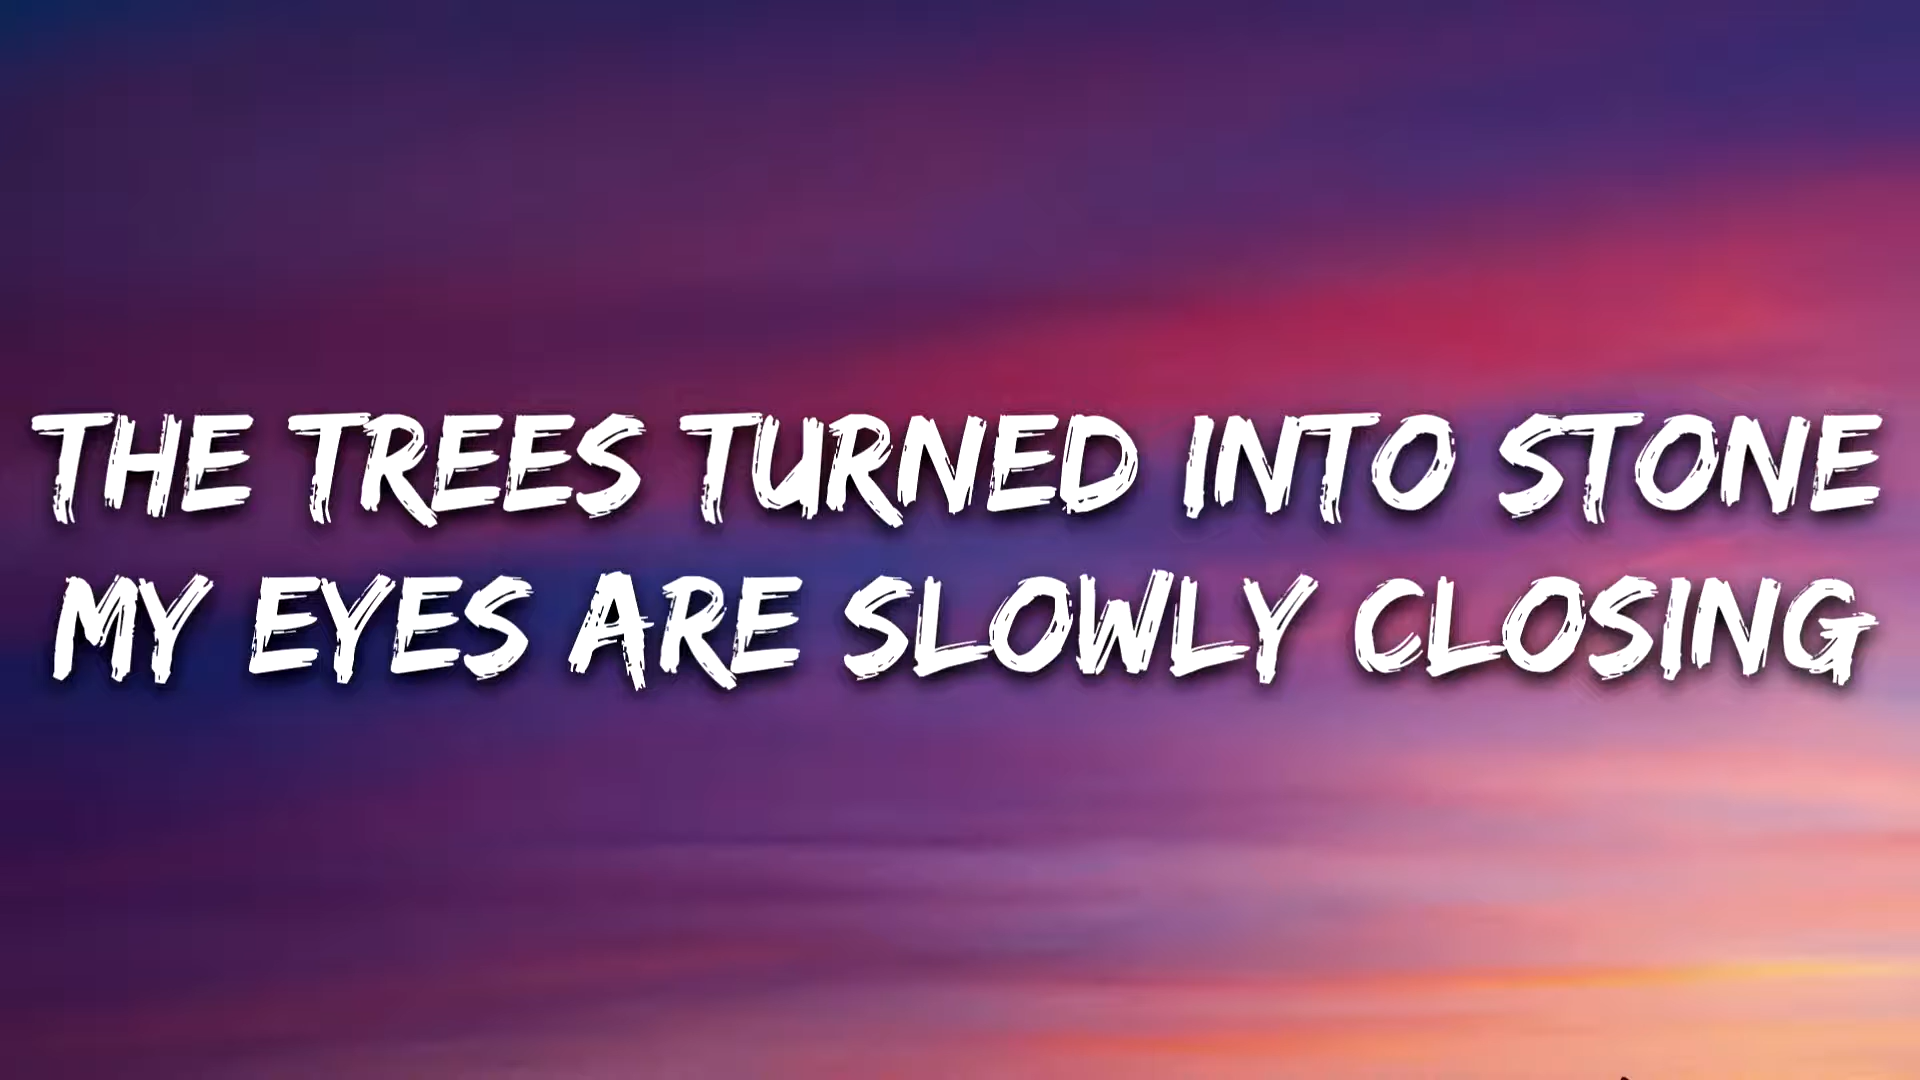 THE TREES TURNED INTO STONE
MY EYES ARE SLOWLY CLOSING